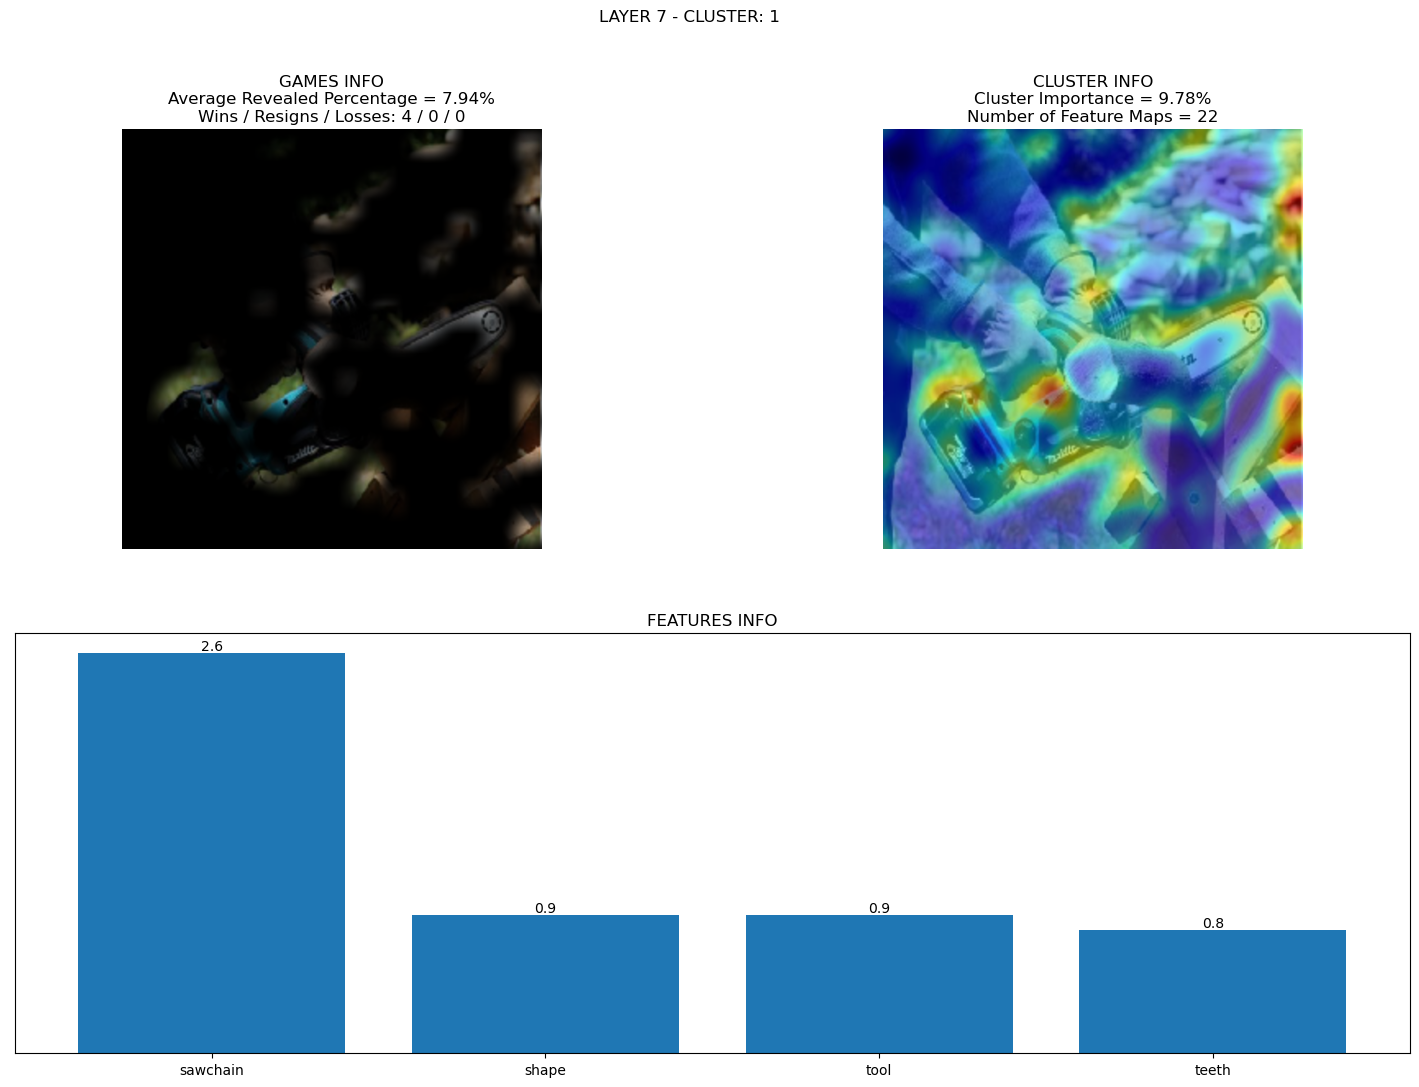 LAYER 7 - CLUSTER: 1
GAMES INFO
Average Revealed Percentage = 7.94%
Wins / Resigns / Losses: 4 / 0 / 0
CLUSTER INFO
Cluster Importance = 9.78%
Number of Feature Maps = 22
FEATURES INFO
2.6
0.9
0.9
0.8
sawchain
shape
tool
teeth